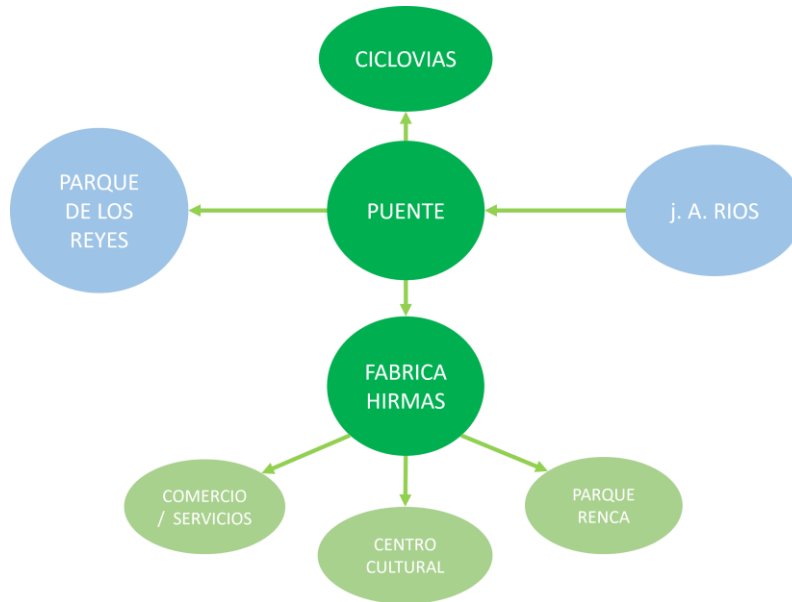 CICLOVIAS
PARQUE
DE LOS
REYES
PUENTE
j. A. RIOS
FABRICA
HIRMAS
COMERCIO
/ SERVICIOS
CENTRO
CULTURAL
PARQUE
RENCA